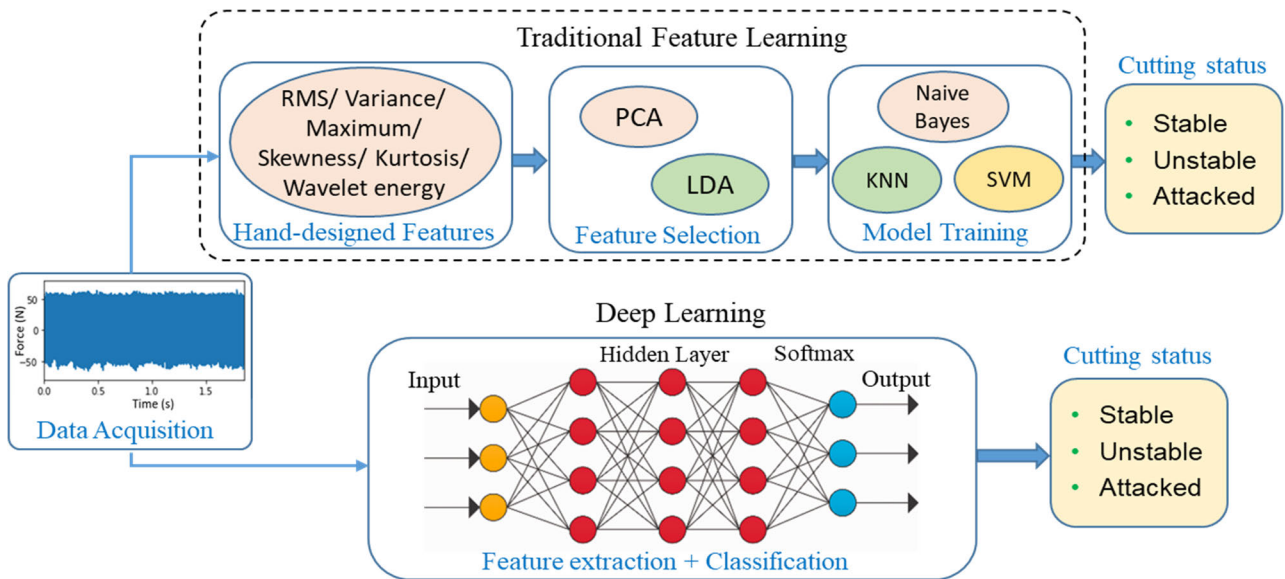 Traditional Feature Learning
RMS/ Variance/
Maximum/
Skewness/ Kurtosis/
Wavelet energy
Hand-designed Features
PCA
LDA
Feature Selection
Naive
Bayes
KNN
SVM
Model Training
Cutting status
• Stable
• Unstable
• Attacked
Force (N)
50
0
−50
0.0 0.5 1.0 1.5
Time (s)
Data Acquisition
Deep Learning
Input
Hidden Layer
Softmax
Output
Feature extraction + Classification
Cutting status
• Stable
• Unstable
• Attacked